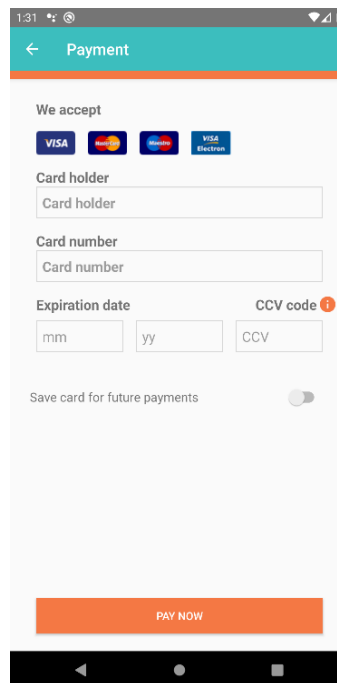 1:31
Payment
We accept
VISA MasterCard Maestro VISA Electron
Card holder
Card holder
Card number
Card number
Expiration date CCV code i
mm yy CCV
Save card for future payments
PAY NOW